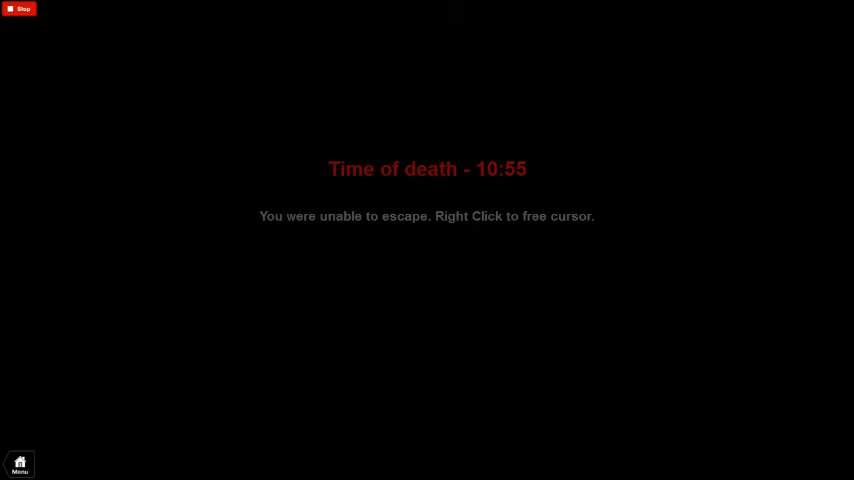 Stop
Time of death - 10:55
You were unable to escape. Right Click to free cursor.
Menu